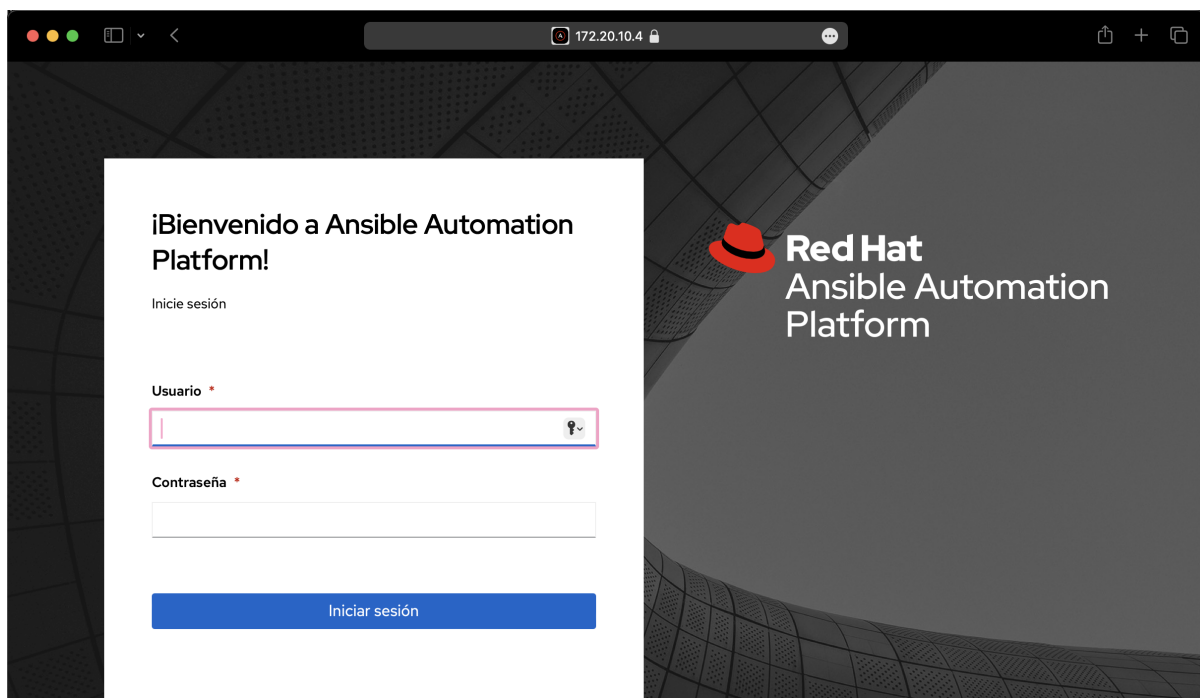 172.20.10.4
¡Bienvenido a Ansible Automation
Platform!
Inicie sesión
Usuario *
Contraseña *
Iniciar sesión
Red Hat
Ansible Automation
Platform